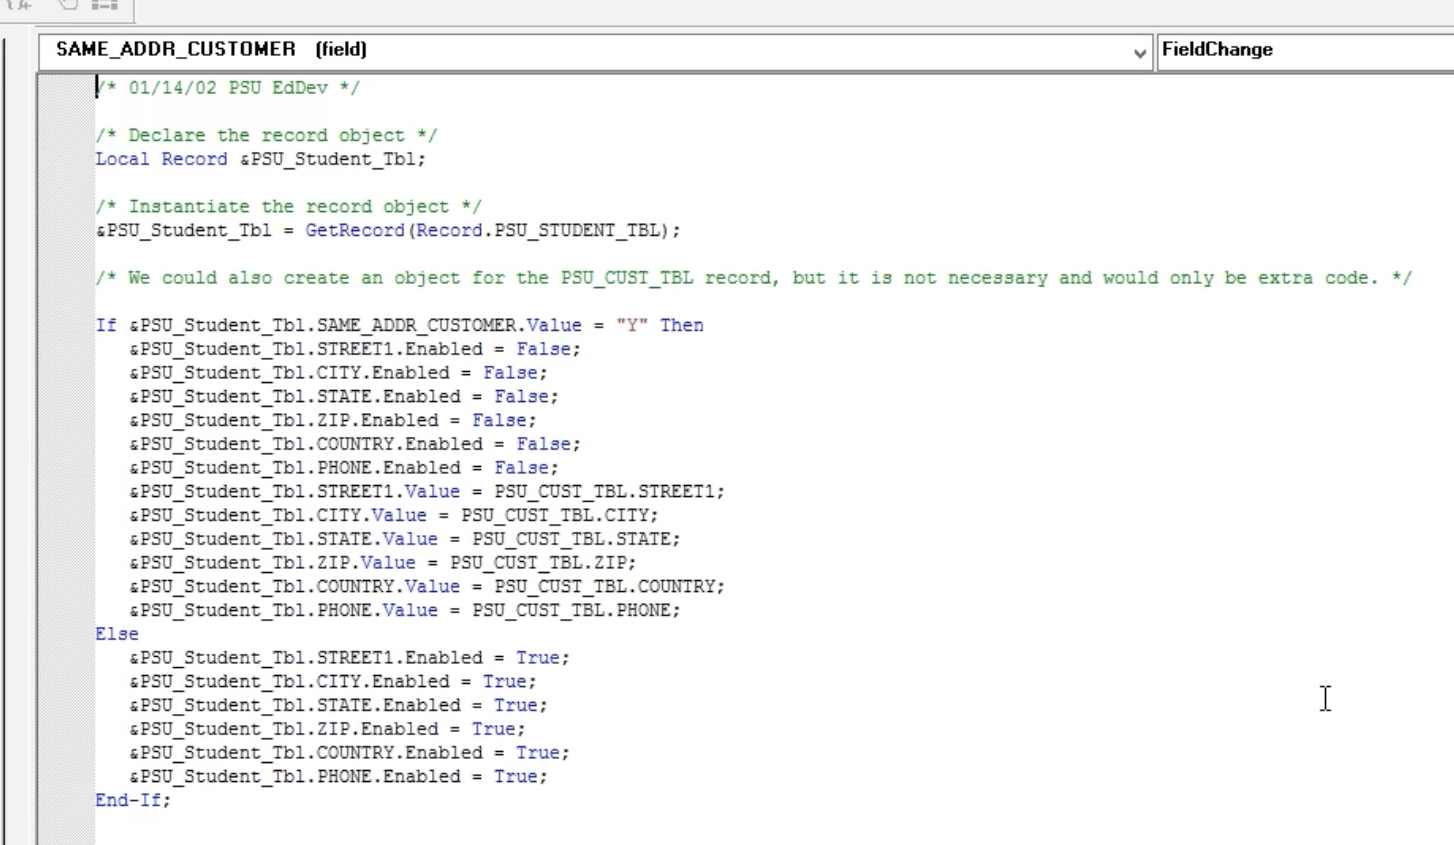 SAME_ADDR_CUSTOMER (field)
FieldChange
/* 01/14/02 PSU EdDev */
/* Declare the record object */
Local Record &PSU_Student_Tbl;
/* Instantiate the record object */
&PSU_Student_Tbl = GetRecord(Record.PSU_STUDENT_TBL);
/* We could also create an object for the PSU_CUST_TBL record, but it is not necessary and would only be extra code. */
If &PSU_Student_Tbl.SAME_ADDR_CUSTOMER.Value = "Y" Then
&PSU_Student_Tbl.STREET1.Enabled = False;
&PSU_Student_Tbl.CITY.Enabled = False;
&PSU_Student_Tbl.STATE.Enabled = False;
&PSU_Student_Tbl.ZIP.Enabled = False;
&PSU_Student_Tbl.COUNTRY.Enabled = False;
&PSU_Student_Tbl.PHONE.Enabled = False;
&PSU_Student_Tbl.STREET1.Value = PSU_CUST_TBL.STREET1;
&PSU_Student_Tbl.CITY.Value = PSU_CUST_TBL.CITY;
&PSU_Student_Tbl.STATE.Value = PSU_CUST_TBL.STATE;
&PSU_Student_Tbl.ZIP.Value = PSU_CUST_TBL.ZIP;
&PSU_Student_Tbl.COUNTRY.Value = PSU_CUST_TBL.COUNTRY;
&PSU_Student_Tbl.PHONE.Value = PSU_CUST_TBL.PHONE;
Else
&PSU_Student_Tbl.STREET1.Enabled = True;
&PSU_Student_Tbl.CITY.Enabled = True;
&PSU_Student_Tbl.STATE.Enabled = True;
&PSU_Student_Tbl.ZIP.Enabled = True;
&PSU_Student_Tbl.COUNTRY.Enabled = True;
&PSU_Student_Tbl.PHONE.Enabled = True;
End-If;